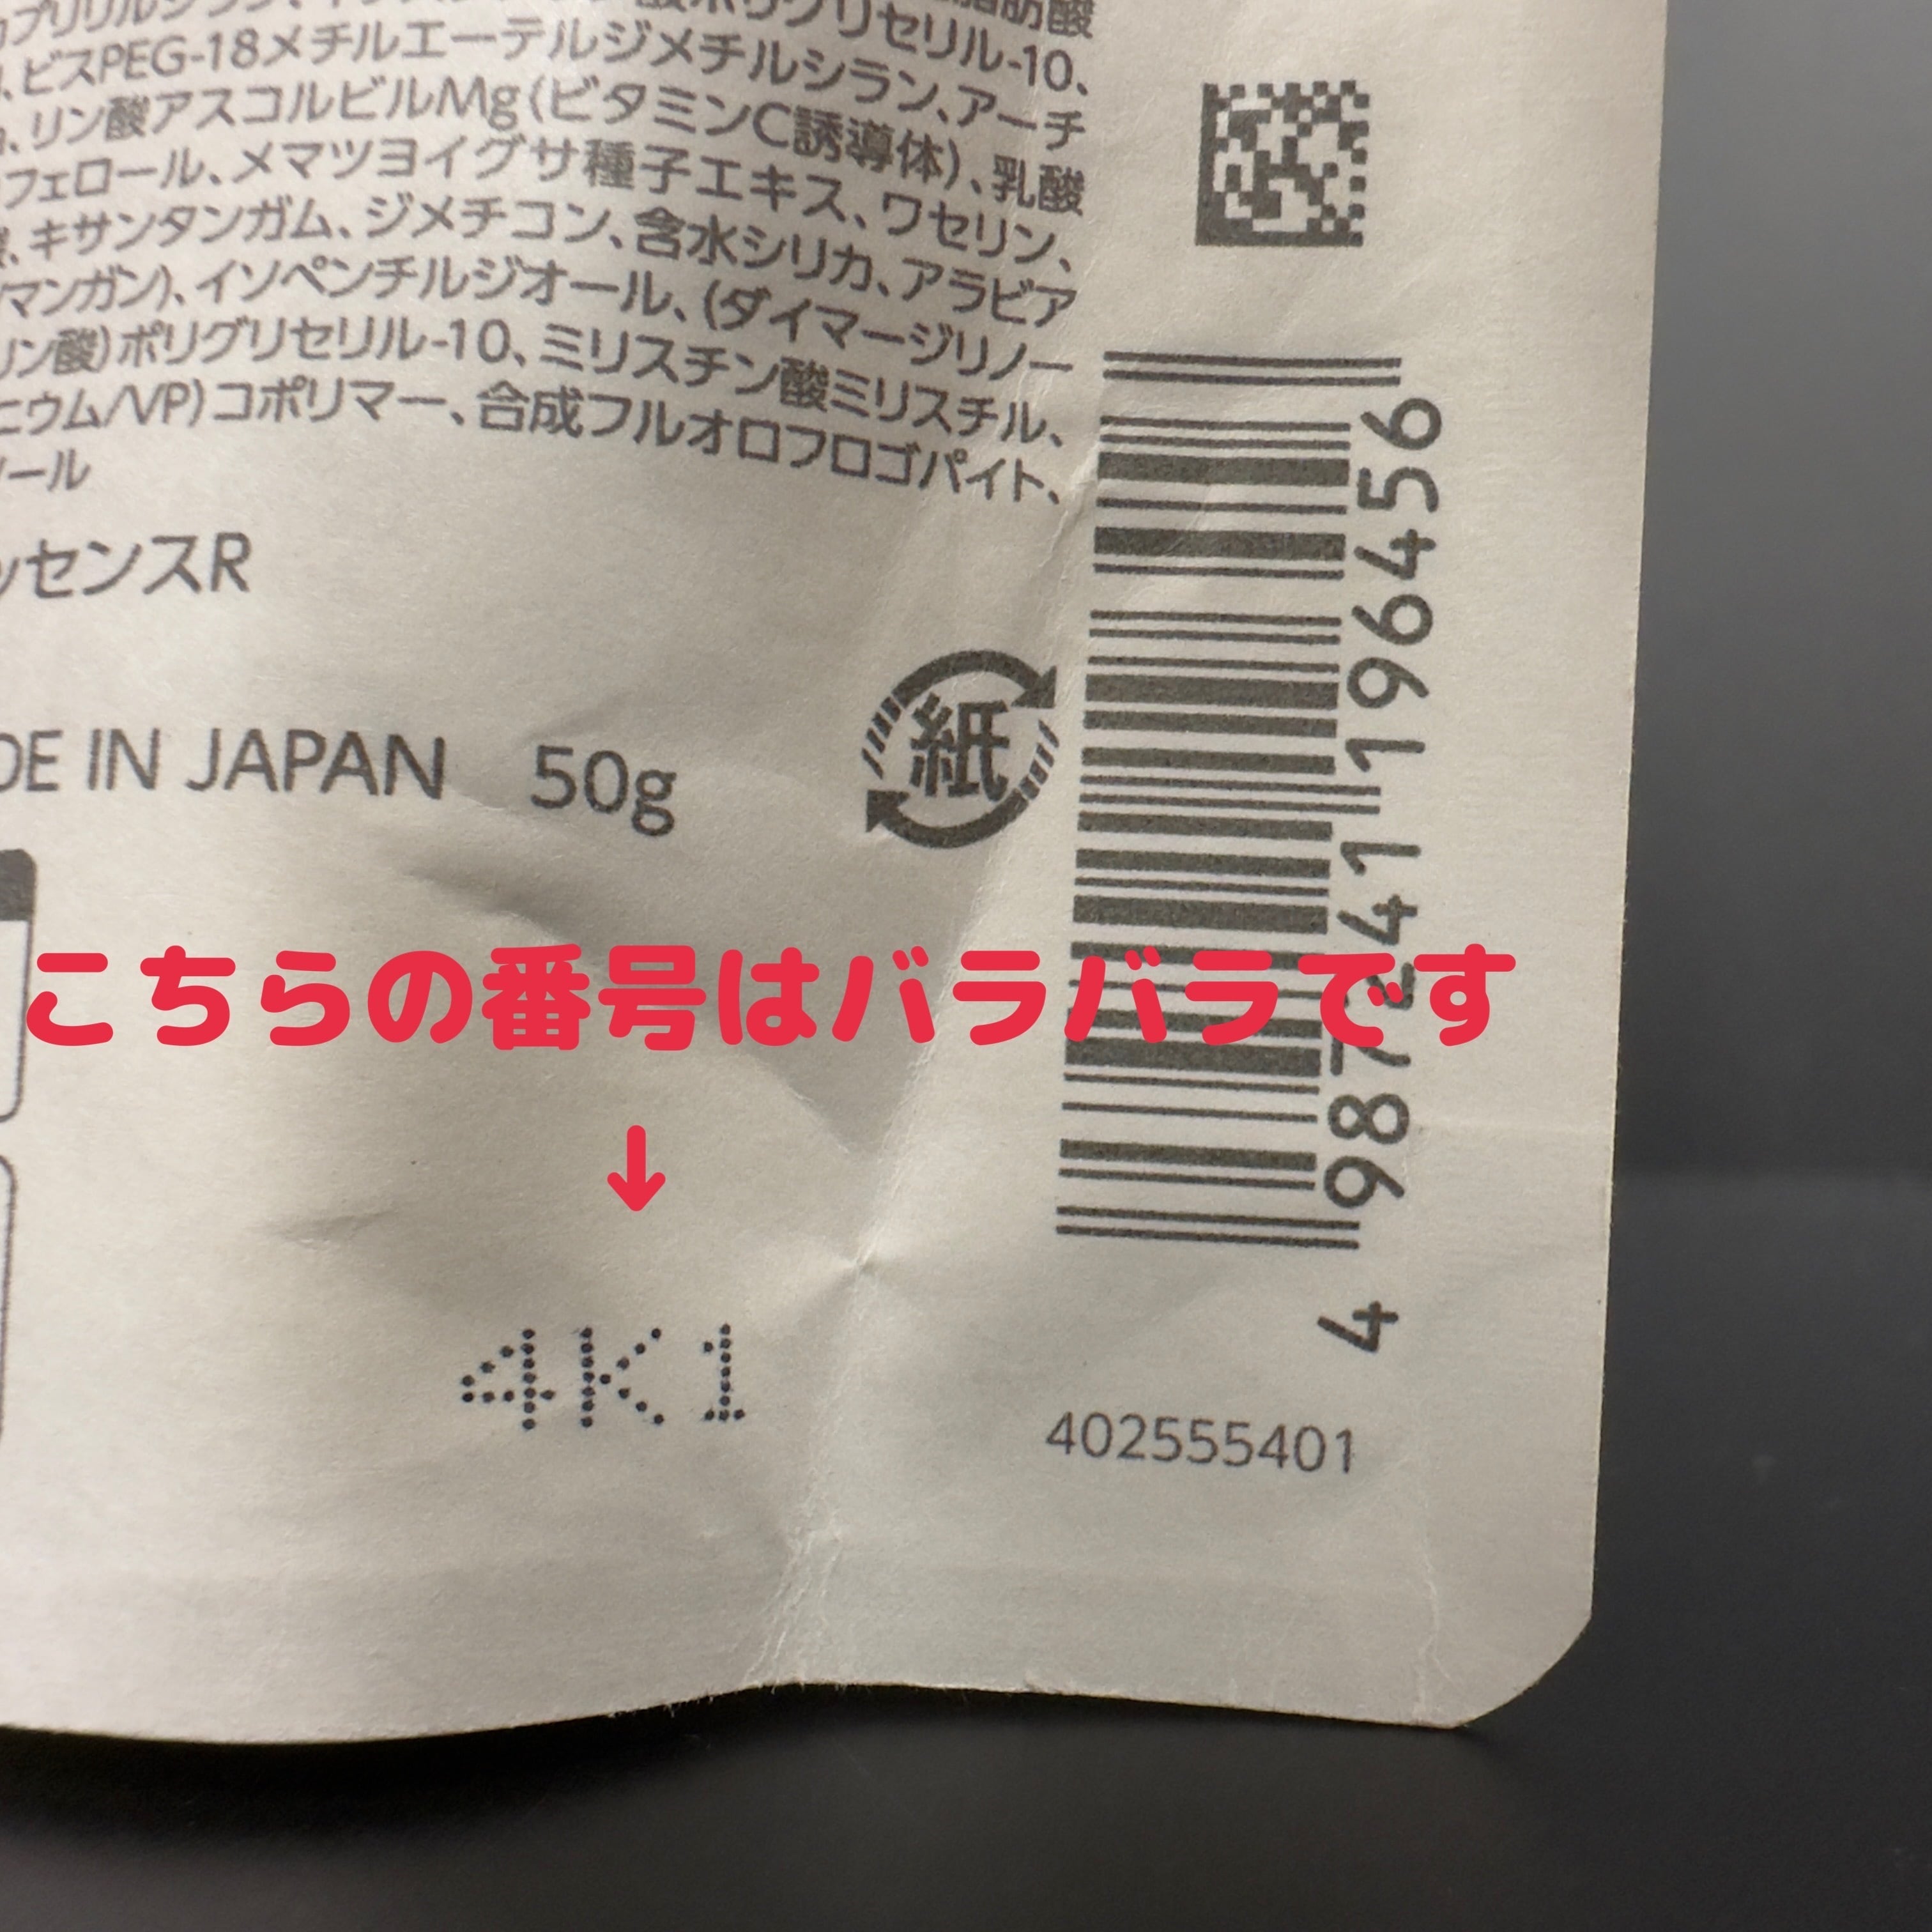 ビスPEG-18メチルエーテルジメチルシラン、アーチ
リン酸アスコルビルMg(ビタミンC誘導体)、乳酸
フェロール、メマツヨイグサ種子エキス、ワセリン、
キサンタンガム、ジメチコン、含水シリカ、アラビア
マンガン)、イソペンチルジオール、(ダイマージリノー
リン酸)ポリグリセリル-10、ミリスチン酸ミリスチル、
ニウム/VP)コポリマー、合成フルオロフロゴパイト、
ール
ッセンスR
DE IN JAPAN 50g
紙
こちらの番号はバラバラです
↓
4K1
4 987241 196456
402555401